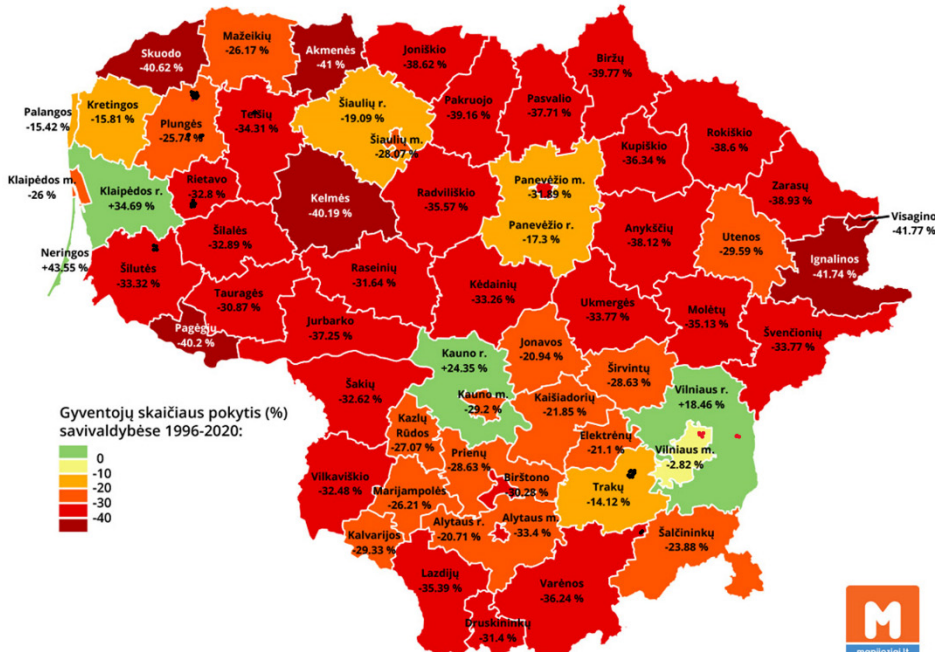 Skuodo
-40.62 %
Mažeikių
-26.17 %
Akmenės
-41 %
Joniškio
-38.62 %
Biržų
-39.77 %
Palangos
-15.42 %
Kretingos
-15.81 %
Plungės
-25.74 %
Telšių
-34.31 %
Šiaulių r.
-19.09 %
Šiaulių m.
-28.07 %
Pakruojo
-39.16 %
Pasvalio
-37.71 %
Kupiškio
-36.34 %
Rokiškio
-38.6 %
Klaipėdos m.
-26 %
Klaipėdos r.
+34.69 %
Rietavo
-32.8 %
Kelmės
-40.19 %
Radviliškio
-35.57 %
Panevėžio m.
-31.89 %
Panevėžio r.
-17.3 %
Anykščių
-38.12 %
Utenos
-29.59 %
Zarasų
-38.93 %
Visagino
-41.77 %
Ignalinos
-41.74 %
Neringos
+43.55 %
Šilutės
-33.32 %
Šilalės
-32.89 %
Tauragės
-30.87 %
Raseinių
-31.64 %
Kėdainių
-33.26 %
Ukmergės
-33.77 %
Molėtų
-35.13 %
Švenčionių
-33.77 %
Pagėgių
-40.2 %
Jurbarko
-37.25 %
Jonavos
-20.94 %
Širvintų
-28.63 %
Šakių
-32.62 %
Kauno r.
+24.35 %
Kauno m.
-29.2 %
Kaišiadorių
-21.85 %
Vilniaus r.
+18.46 %
Vilniaus m.
-2.82 %
Gyventojų skaičiaus pokytis (%)
savivaldybėse 1996-2020:
0
-10
-20
-30
-40
Kazlų
Rūdos
-27.07 %
Prienų
-28.63 %
Elektrėnų
-21.1 %
Vilkaviškio
-32.48 %
Marijampolės
-26.21 %
Birštono
-30.28 %
Trakų
-14.12 %
Kalvarijos
-29.33 %
Alytaus r.
-20.71 %
Alytaus m.
-33.4 %
Šalčininkų
-23.88 %
Lazdijų
-35.39 %
Varėnos
-36.24 %
Druskininkų
-31.4 %
M